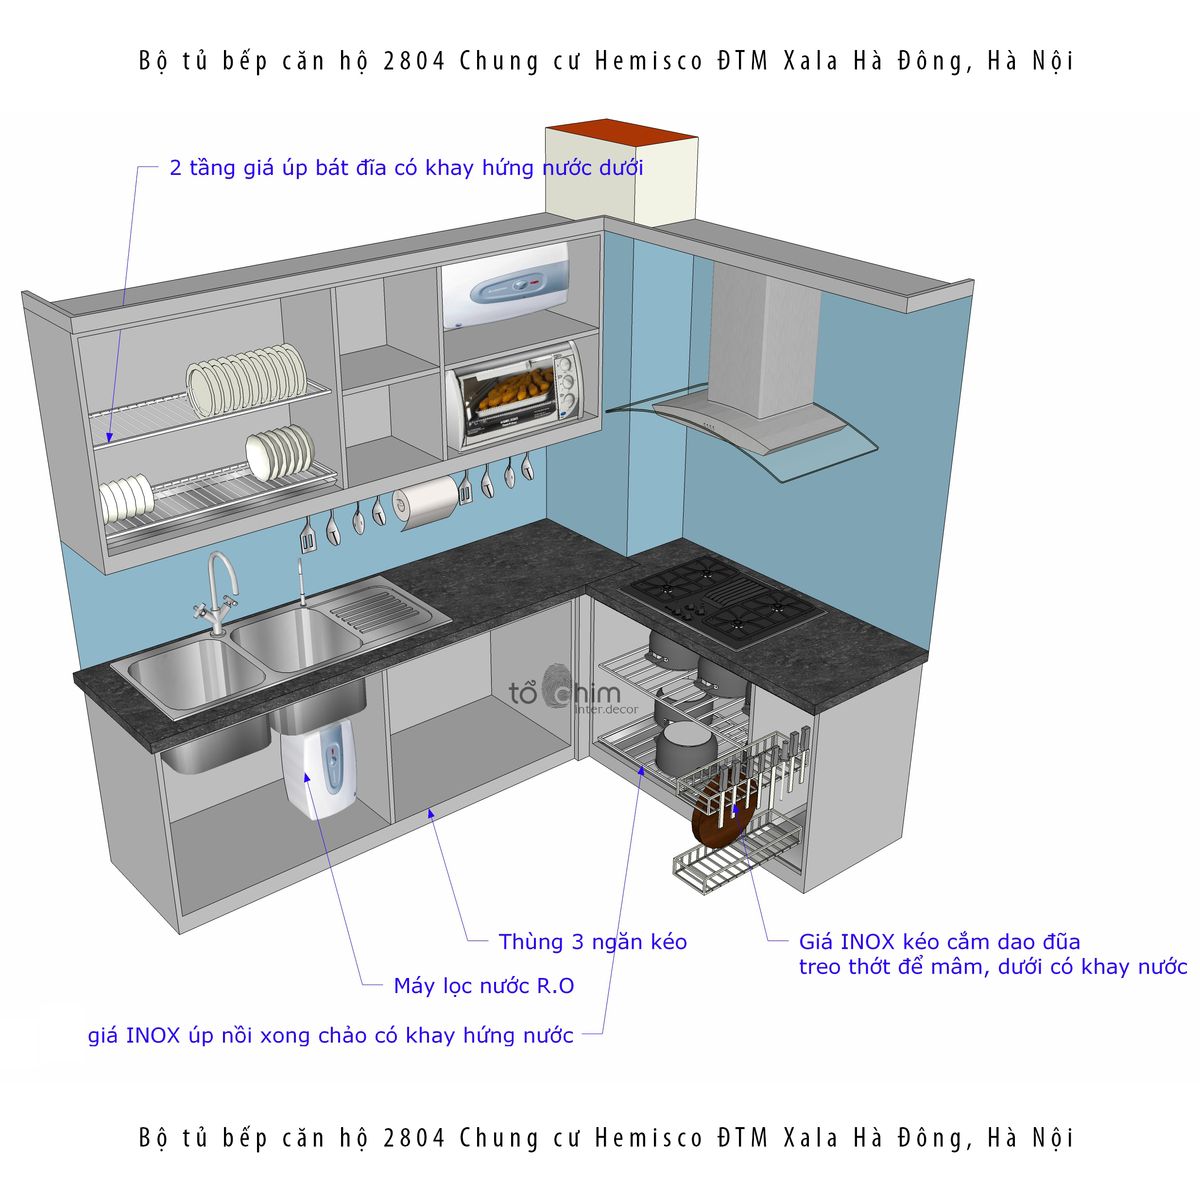 Bộ tủ bếp căn hộ 2804 Chung cư Hemisco ĐTM Xala Hà Đông, Hà Nội
2 tầng giá úp bát đĩa có khay hứng nước dưới
tổ chim
inter.decor
Thùng 3 ngăn kéo
Giá INOX kéo cắm dao đũa
treo thớt để mâm, dưới có khay nước
Máy lọc nước R.O
giá INOX úp nồi xong chảo có khay hứng nước
Bộ tủ bếp căn hộ 2804 Chung cư Hemisco ĐTM Xala Hà Đông, Hà Nội